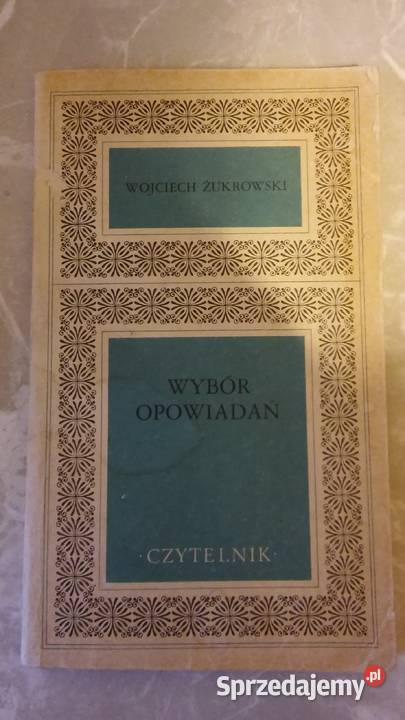 WOJCIECH ŻUKROWSKI
WYBÓR
OPOWIADAŃ
·CZYTELNIK·
Sprzedajemy.pl